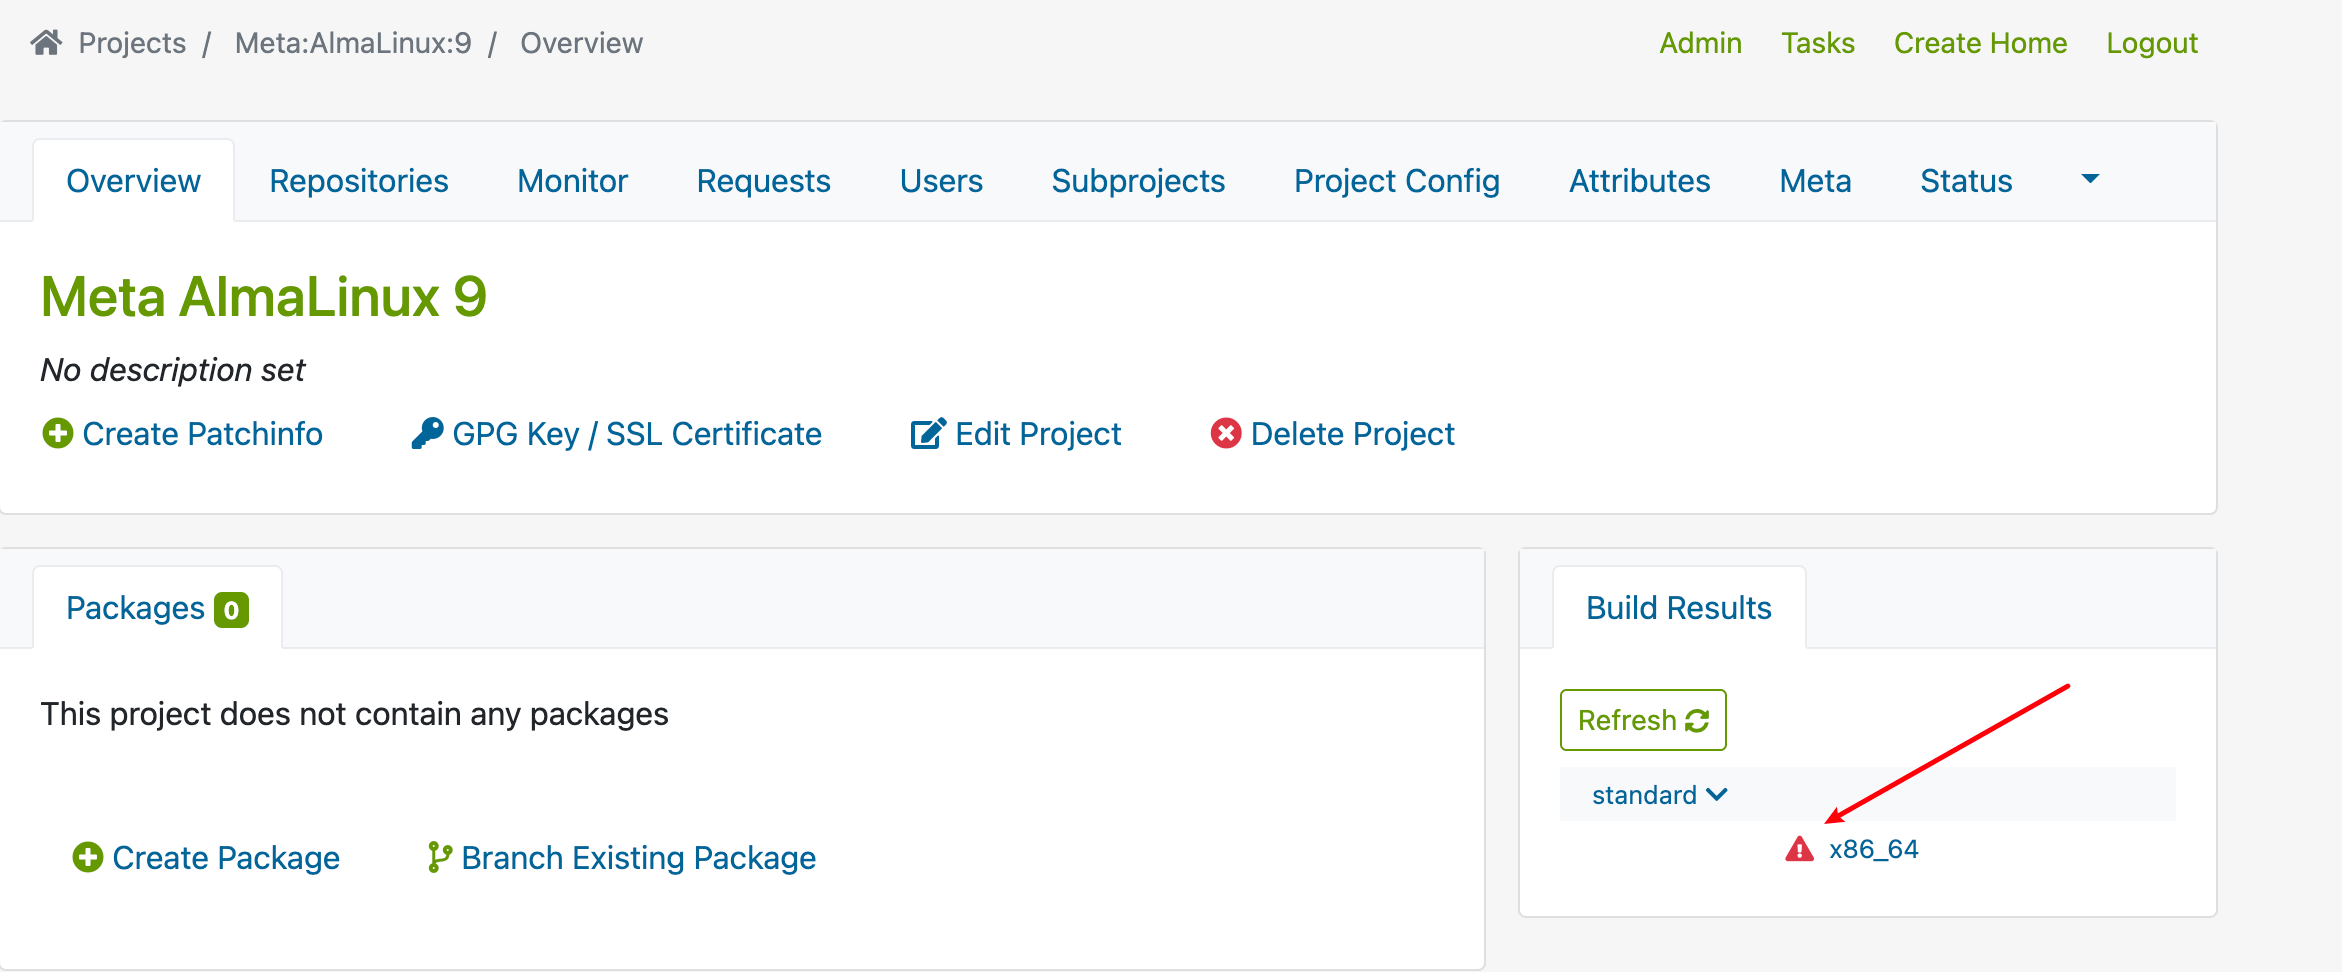 Projects / Meta:AlmaLinux:9 / Overview
Admin Tasks Create Home Logout
Overview Repositories Monitor Requests Users Subprojects Project Config Attributes Meta Status
Meta AlmaLinux 9
No description set
Create Patchinfo GPG Key / SSL Certificate Edit Project Delete Project
Packages 0
This project does not contain any packages
Create Package Branch Existing Package
Build Results
Refresh
standard
x86_64